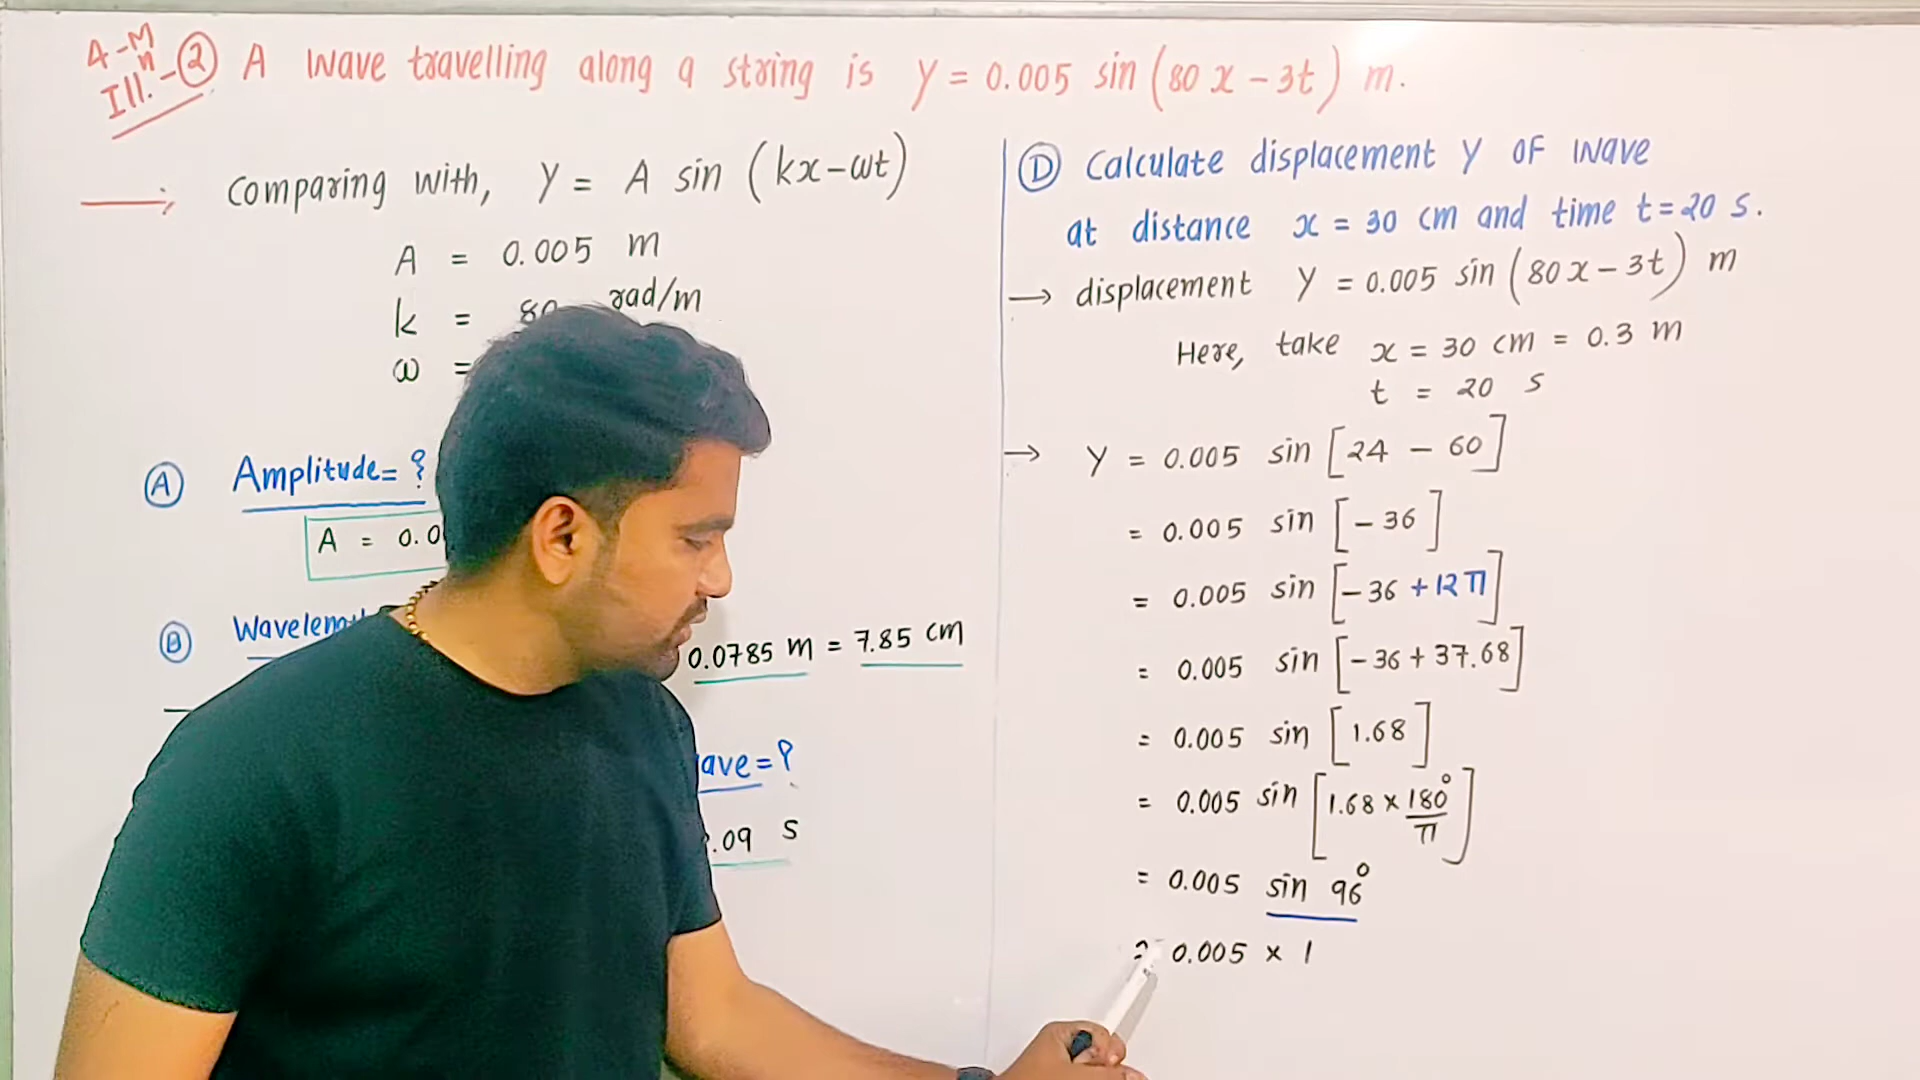 4-M
n
Ill.-② A wave travelling along a string is y = 0.005 sin (80 x - 3t) m.
Comparing with, y = A sin (kx-ωt)
A = 0.005 m
k = 80 rad/m
ω =
Ⓐ Amplitude= ?
A = 0.0
Ⓑ
0.0785 m = 7.85 cm
ave=?
.09 s
Ⓓ Calculate displacement y OF wave
at distance x = 30 cm and time t=20 s.
→ displacement y = 0.005 sin (80x-3t) m
Here, take x = 30 cm = 0.3 m
t = 20 s
→ y = 0.005 sin [24 - 60]
= 0.005 sin [-36]
= 0.005 sin [-36 +12π]
= 0.005 sin [-36+37.68]
= 0.005 sin [1.68]
= 0.005 sin [1.68 × 180°/π]
= 0.005 sin 96°
0.005 × 1